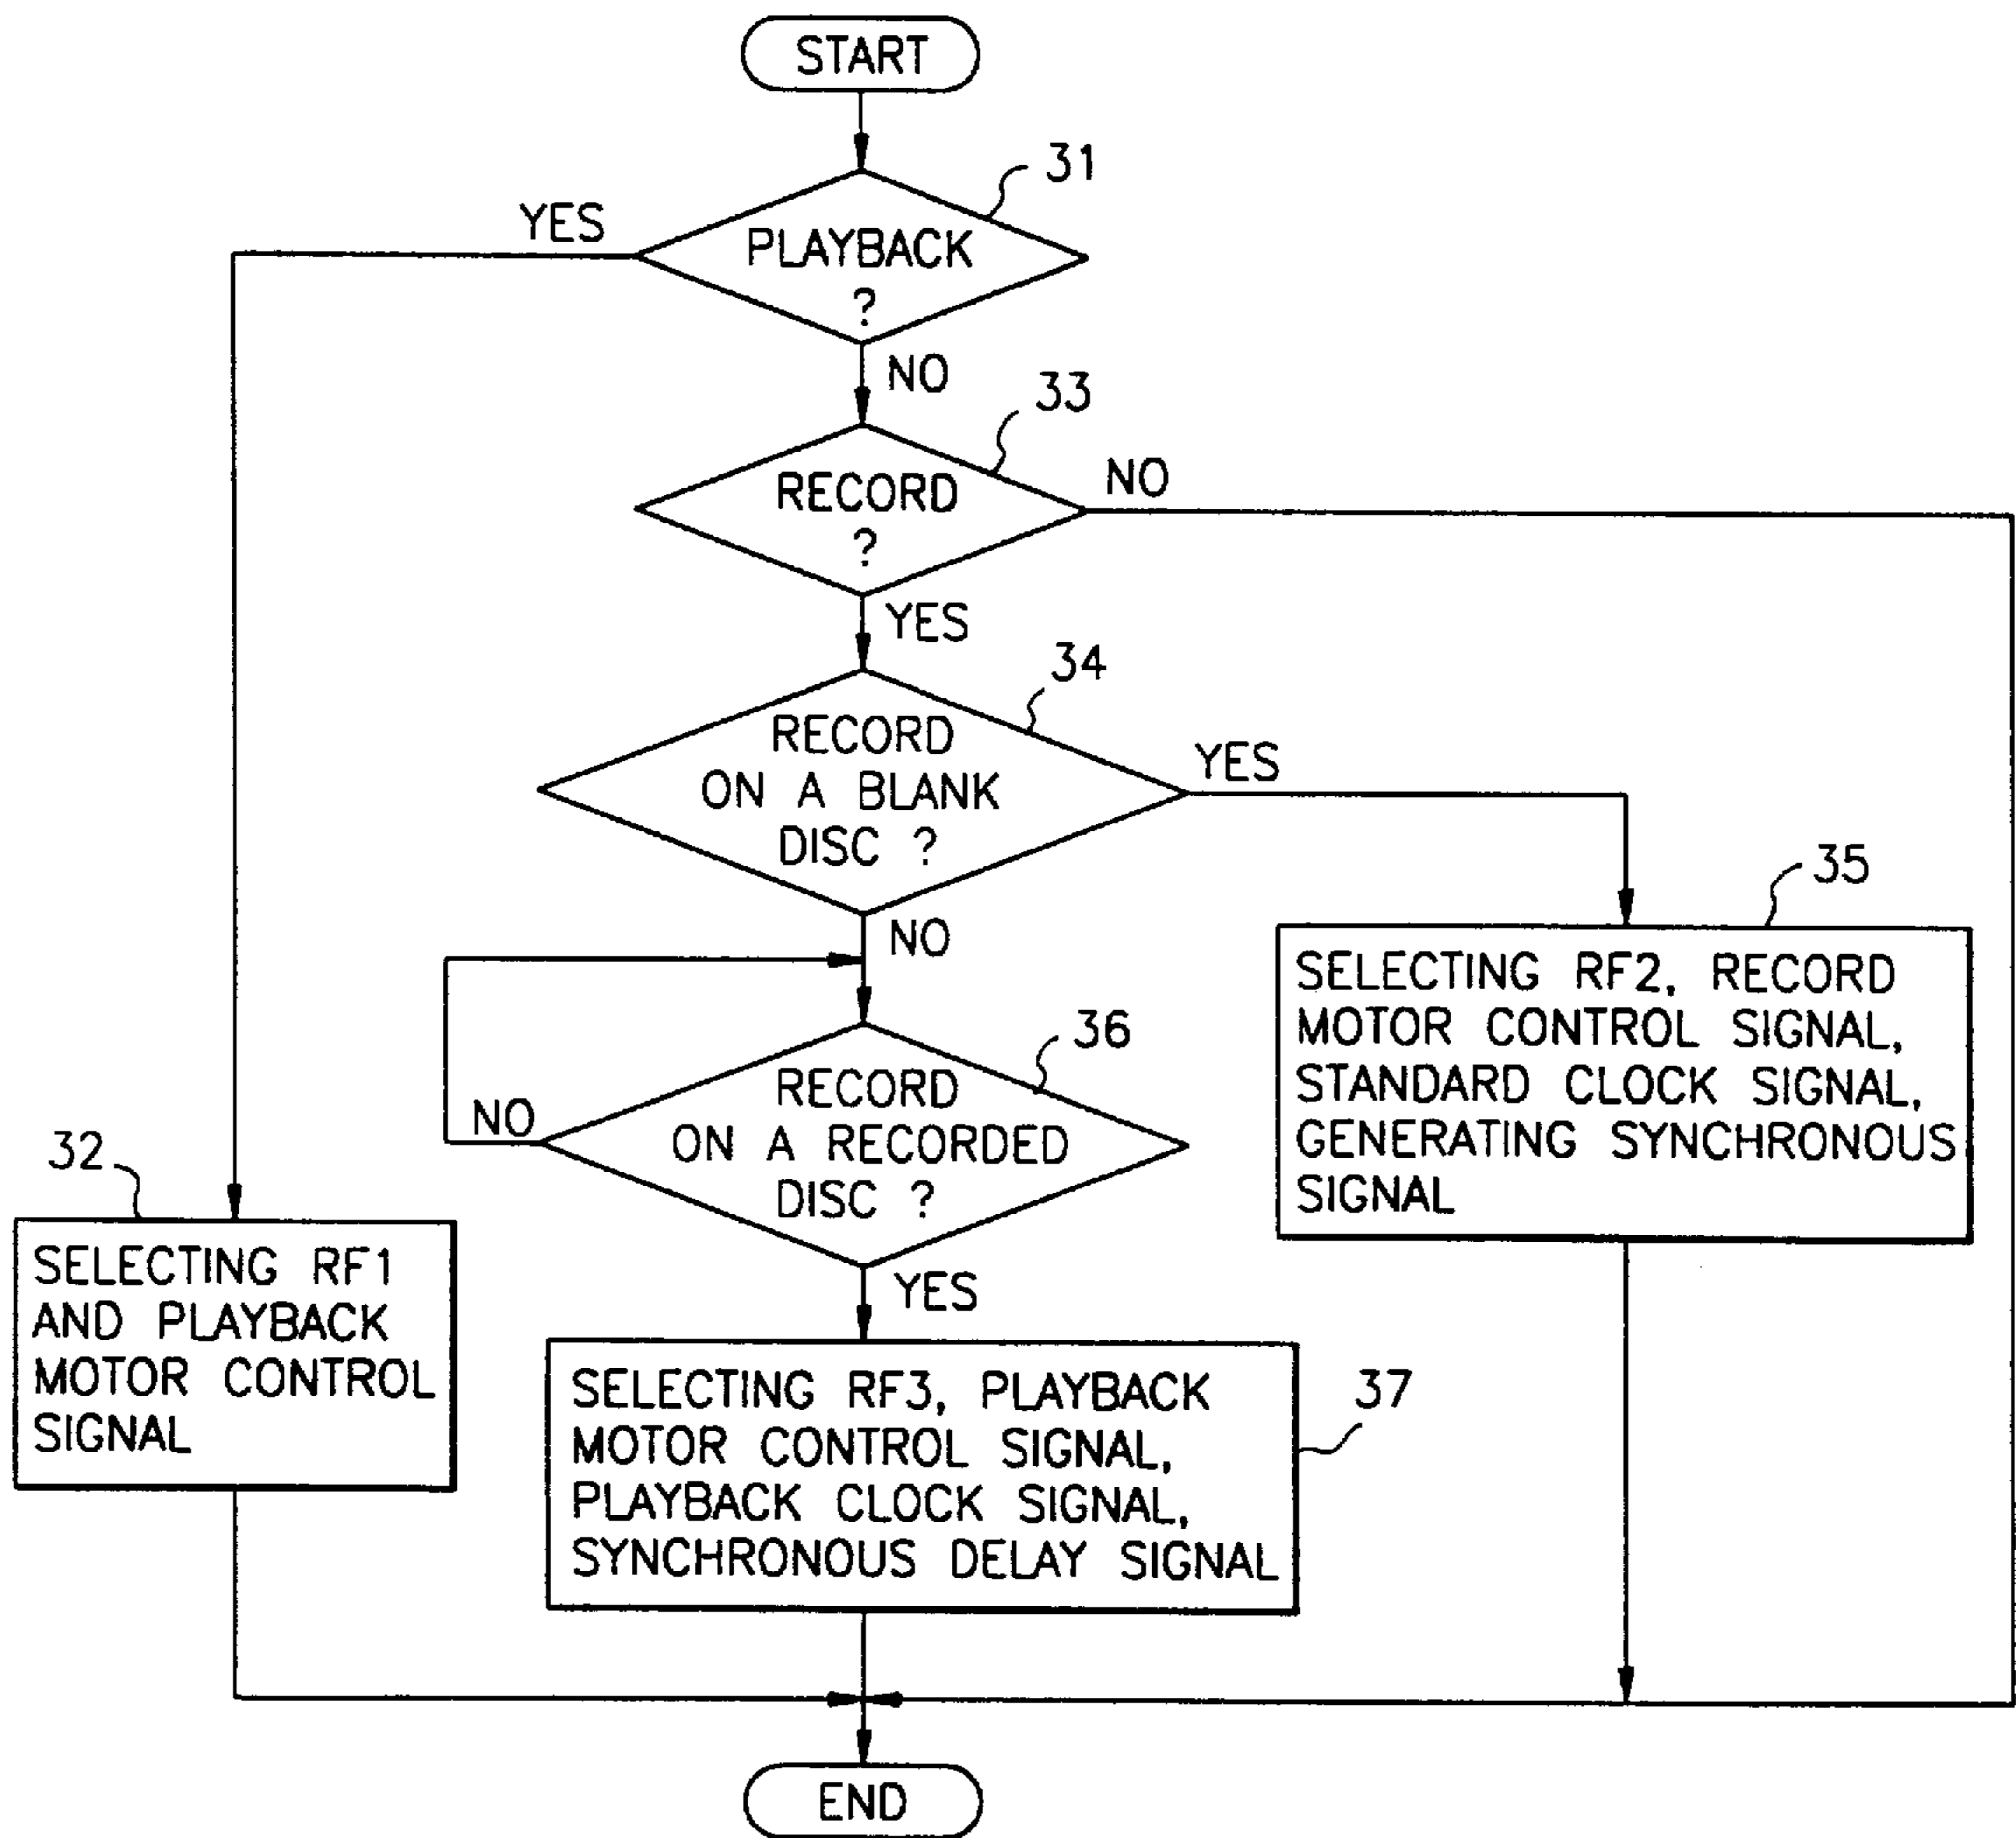 START
31
YES
PLAYBACK
?
NO
33
RECORD
?
NO
YES
34
RECORD
ON A BLANK
DISC ?
YES
NO
35
SELECTING RF2, RECORD
MOTOR CONTROL SIGNAL,
STANDARD CLOCK SIGNAL,
GENERATING SYNCHRONOUS
SIGNAL
36
RECORD
ON A RECORDED
DISC ?
NO
YES
32
SELECTING RF1
AND PLAYBACK
MOTOR CONTROL
SIGNAL
37
SELECTING RF3, PLAYBACK
MOTOR CONTROL SIGNAL,
PLAYBACK CLOCK SIGNAL,
SYNCHRONOUS DELAY SIGNAL
END